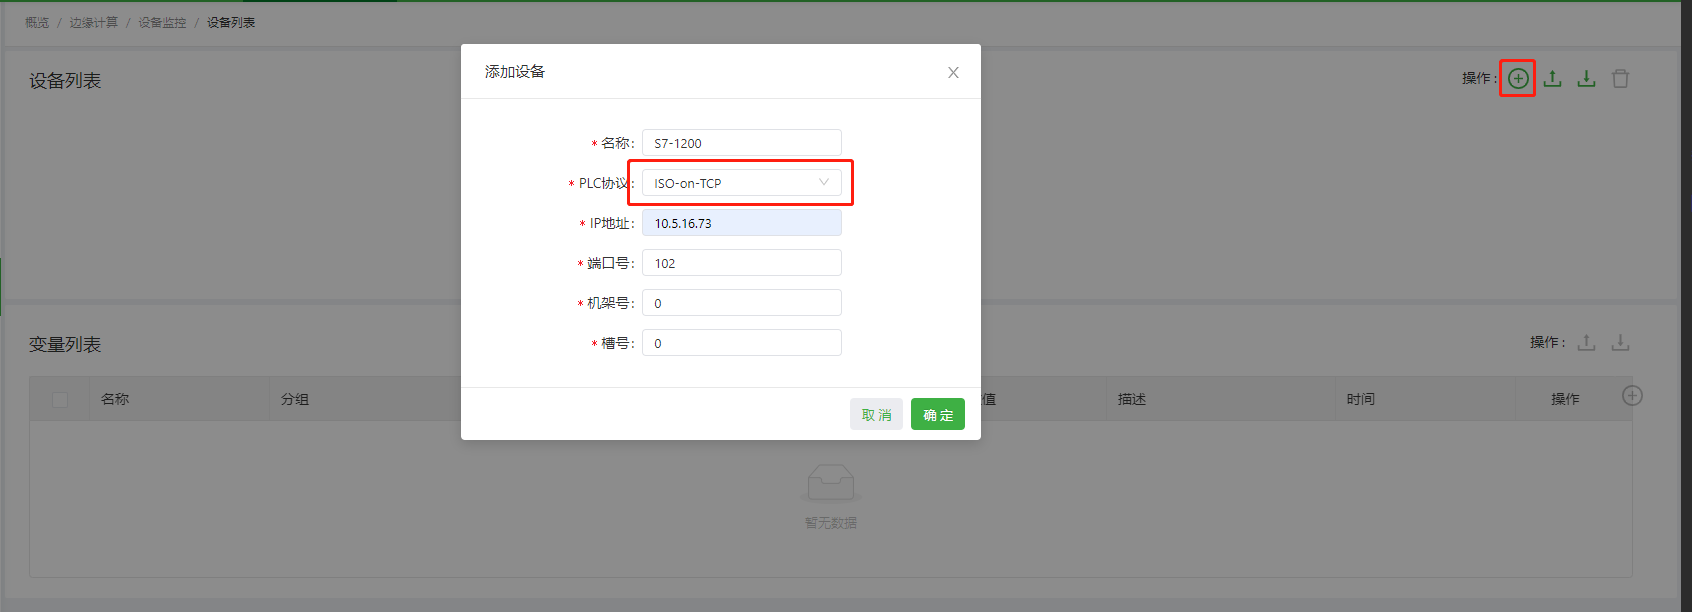 概览 / 边缘计算 / 设备监控 / 设备列表
设备列表
操作:
添加设备
* 名称: S7-1200
* PLC协议: ISO-on-TCP
* IP地址: 10.5.16.73
* 端口号: 102
* 机架号: 0
* 槽号: 0
取 消 确 定
变量列表
操作:
名称 分组 值 描述 时间 操作
暂无数据